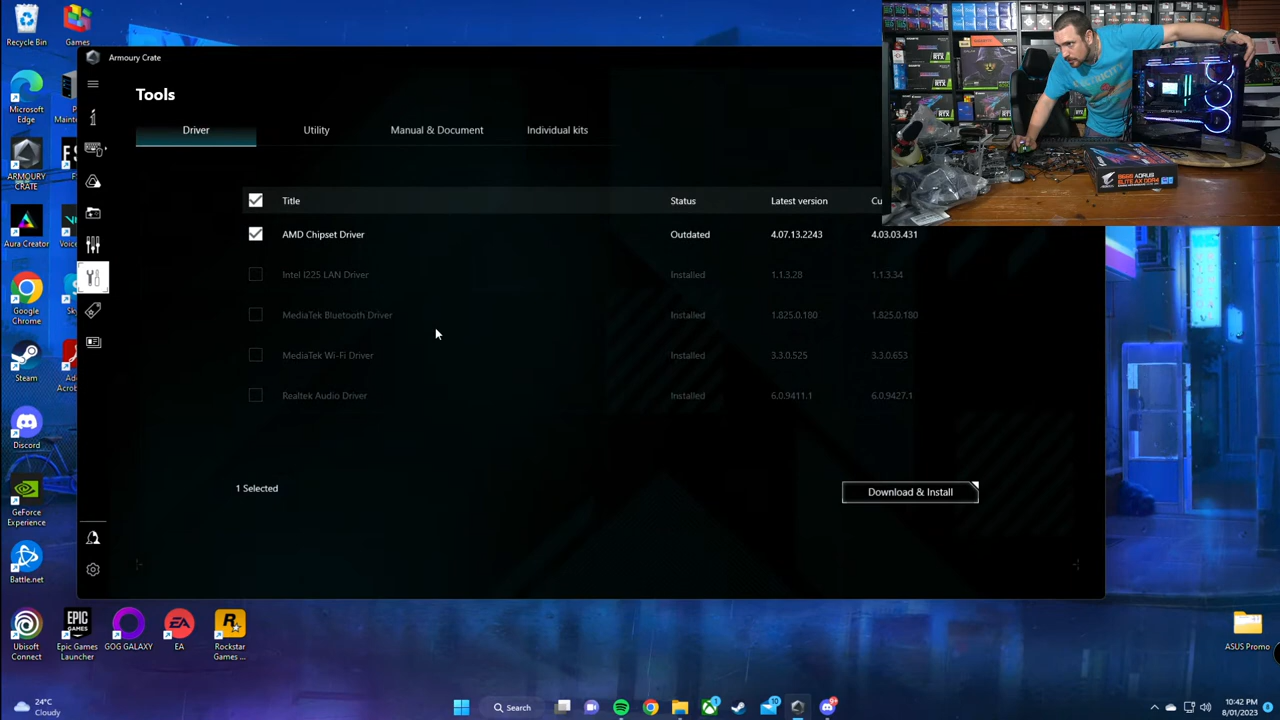 Recycle Bin
Games
Armoury Crate
Tools
Driver
Utility
Manual & Document
Individual kits
Title
Status
Latest version
Cu
AMD Chipset Driver
Outdated
4.07.13.2243
4.03.03.431
Intel I225 LAN Driver
Installed
1.1.3.28
1.1.3.34
MediaTek Bluetooth Driver
Installed
1.825.0.180
1.825.0.180
MediaTek Wi-Fi Driver
Installed
3.3.0.525
3.3.0.653
Realtek Audio Driver
Installed
6.0.9411.1
6.0.9427.1
1 Selected
Download & Install
Microsoft
Edge
ARMOURY
CRATE
Aura Creator
Google
Chrome
Steam
Discord
GeForce
Experience
Battle.net
Ubisoft
Connect
Epic Games
Launcher
GOG GALAXY
EA
Rockstar
Games ...
ASUS Promo
B665 AORUS
ELITE AX DDR4
24°C
Cloudy
Search
10:42 PM
8/01/2023